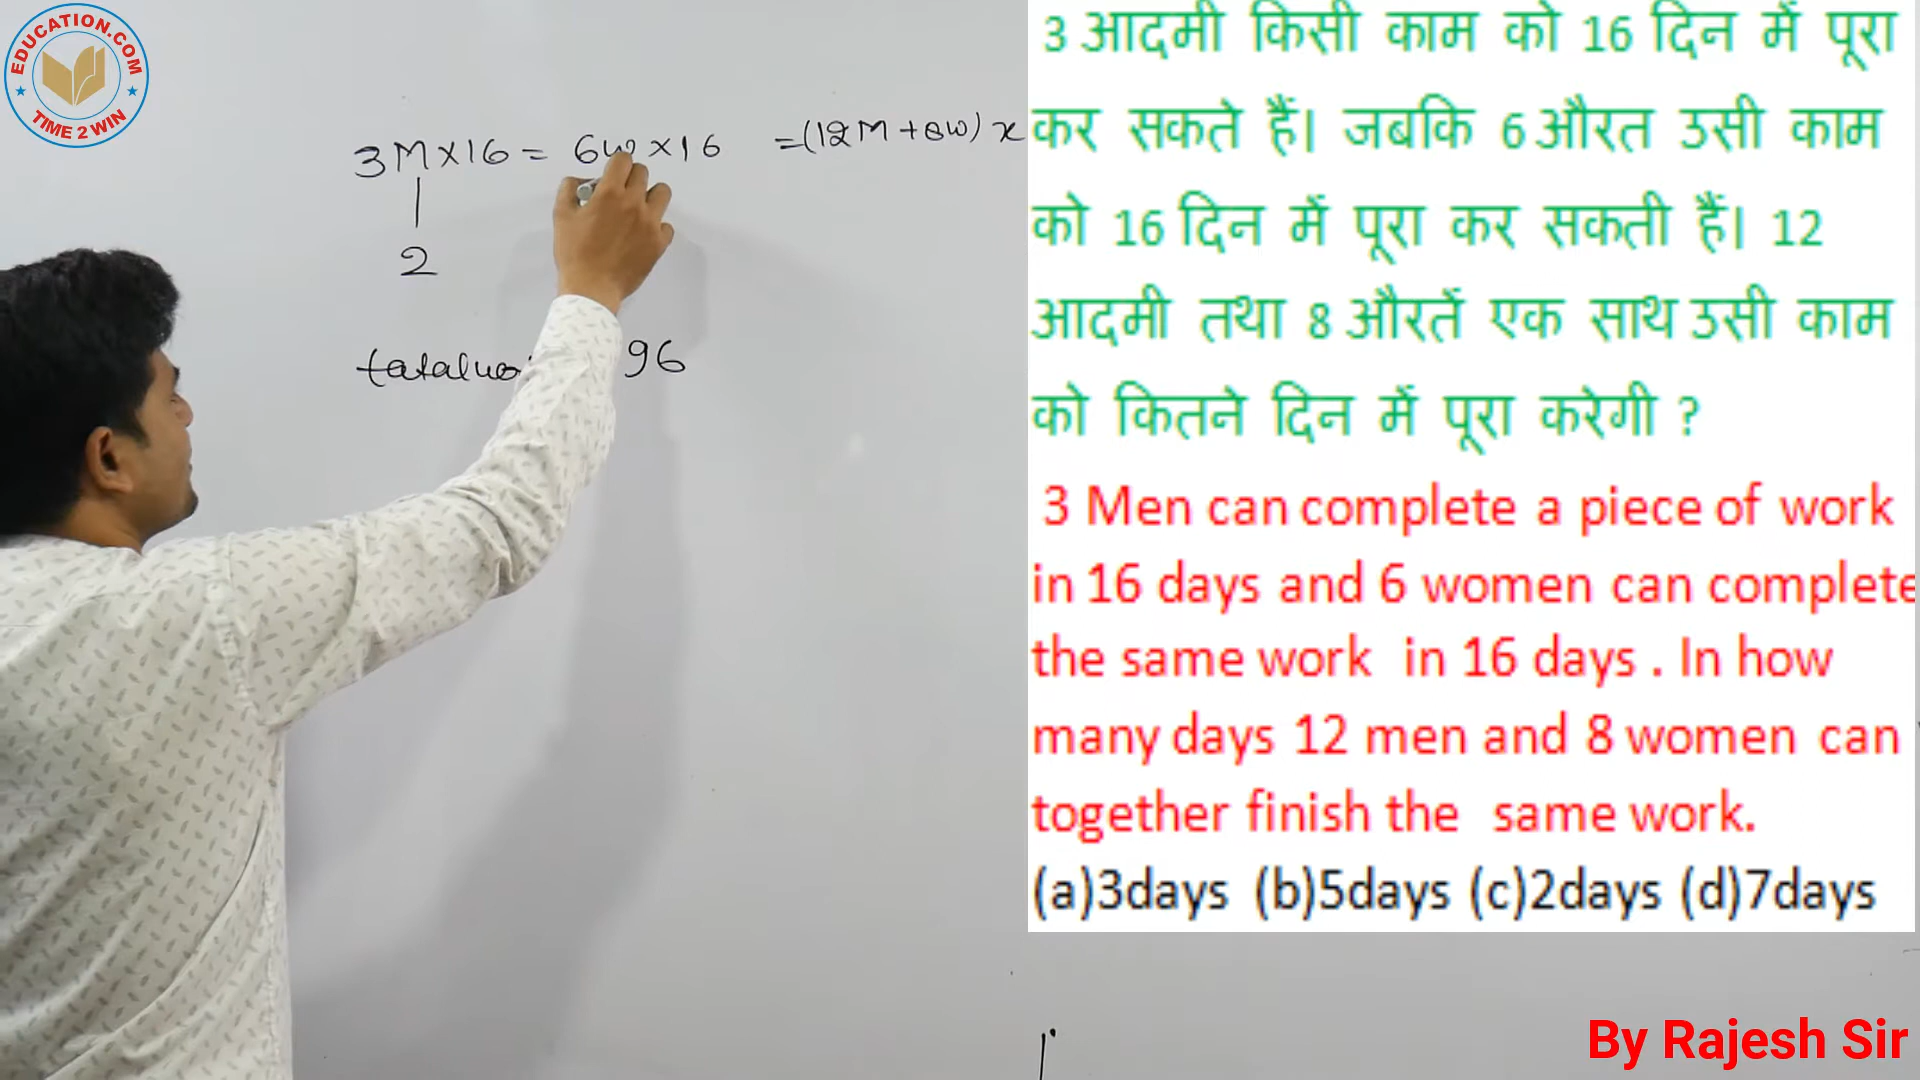 EDUCATION.COM
TIME 2 WIN
3M×16 = 6W×16 =(12M+8W)x
2
96
3 आदमी किसी काम को 16 दिन में पूरा
कर सकते हैं। जबकि 6 औरत उसी काम
को 16 दिन में पूरा कर सकती हैं। 12
आदमी तथा 8 औरतें एक साथ उसी काम
को कितने दिन में पूरा करेगी ?
3 Men can complete a piece of work
in 16 days and 6 women can complete
the same work in 16 days . In how
many days 12 men and 8 women can
together finish the same work.
(a)3days (b)5days (c)2days (d)7days
By Rajesh Sir